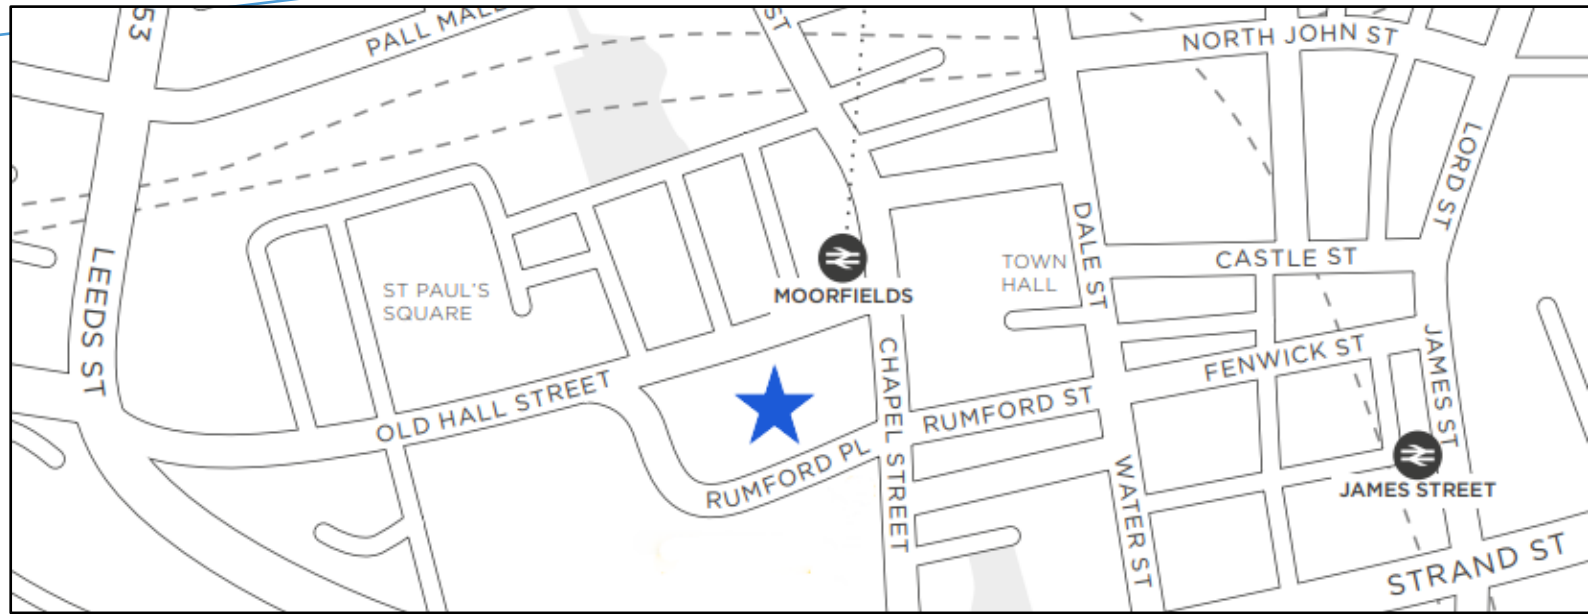 53
PALL MALL
ST
NORTH JOHN ST
LORD ST
LEEDS ST
ST PAUL'S
SQUARE
MOORFIELDS
TOWN
HALL
DALE ST
CASTLE ST
OLD HALL STREET
CHAPEL STREET
RUMFORD ST
FENWICK ST
JAMES ST
RUMFORD PL
WATER ST
JAMES STREET
STRAND ST